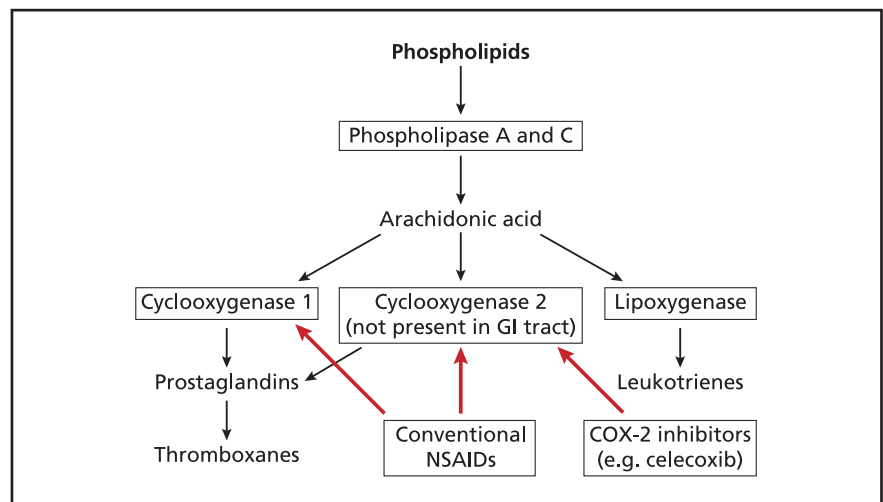 Phospholipids
Phospholipase A and C
Arachidonic acid
Cyclooxygenase 1
Cyclooxygenase 2
(not present in GI tract)
Lipoxygenase
Prostaglandins
Leukotrienes
Thromboxanes
Conventional
NSAIDs
COX-2 inhibitors
(e.g. celecoxib)